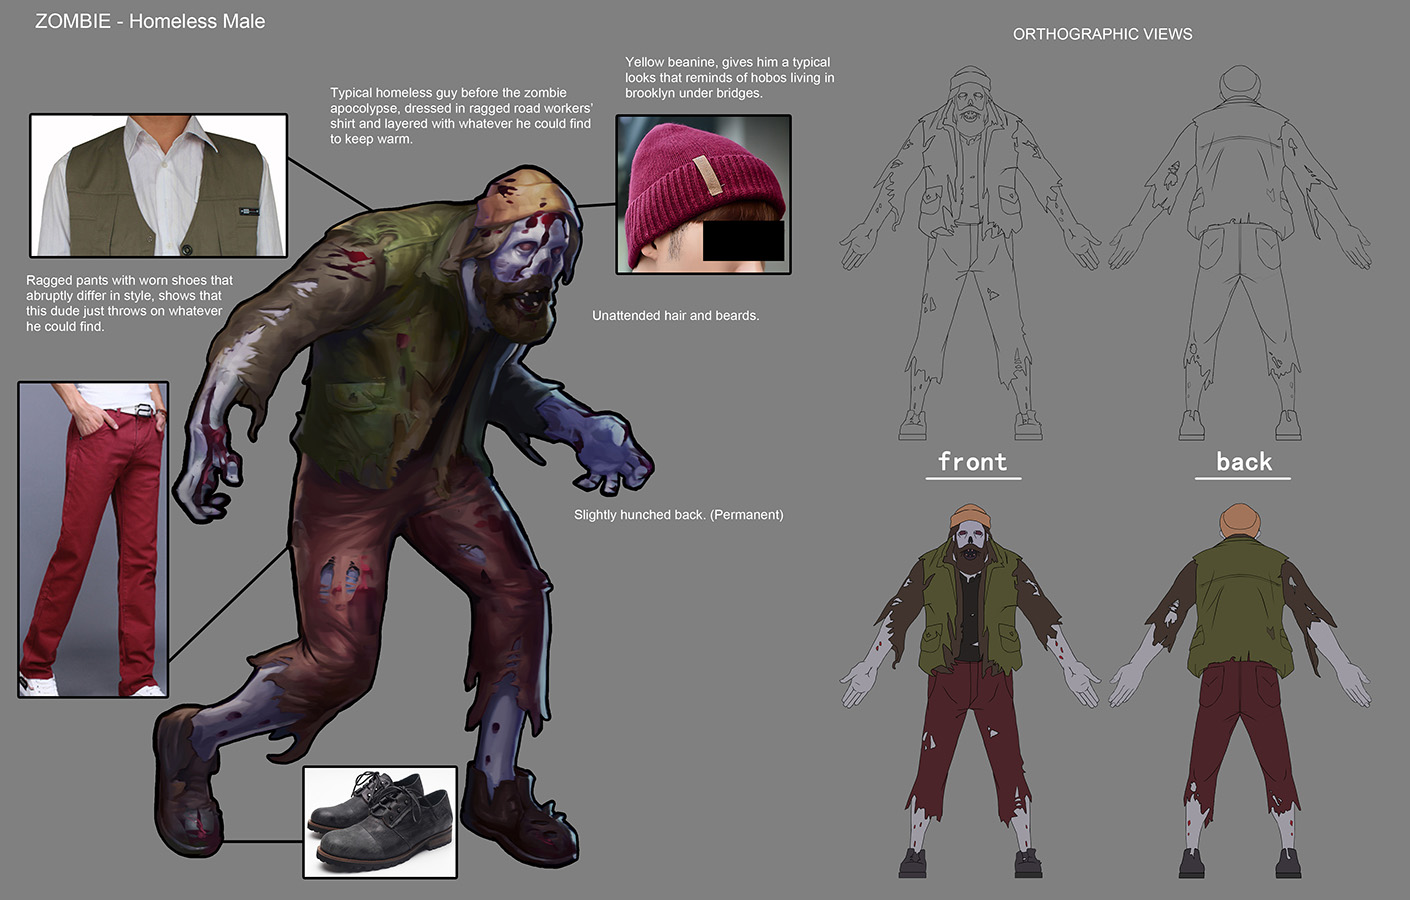 ZOMBIE - Homeless Male
ORTHOGRAPHIC VIEWS
Typical homeless guy before the zombie
apocolypse, dressed in ragged road workers'
shirt and layered with whatever he could find
to keep warm.
Yellow beanine, gives him a typical
looks that reminds of hobos living in
brooklyn under bridges.
Ragged pants with worn shoes that
abruptly differ in style, shows that
this dude just throws on whatever
he could find.
Unattended hair and beards.
Slightly hunched back. (Permanent)
front
back